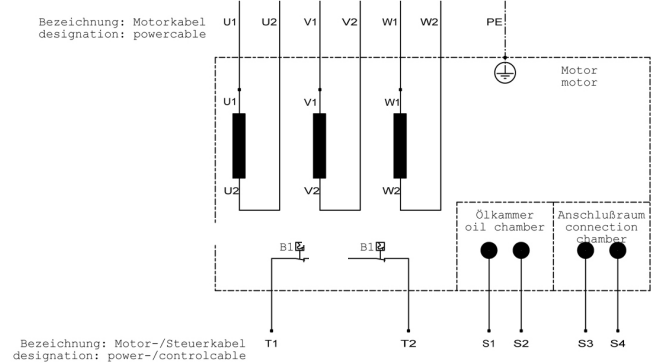 Bezeichnung: Motorkabel
designation: powercable
U1 U2 V1 V2 W1 W2 PE
Motor
motor
U1 V1 W1
U2 V2 W2
Ölkammer
oil chamber
Anschlußraum
connection
chamber
B1 B1
Bezeichnung: Motor-/Steuerkabel
designation: power-/controlcable
T1 T2 S1 S2 S3 S4